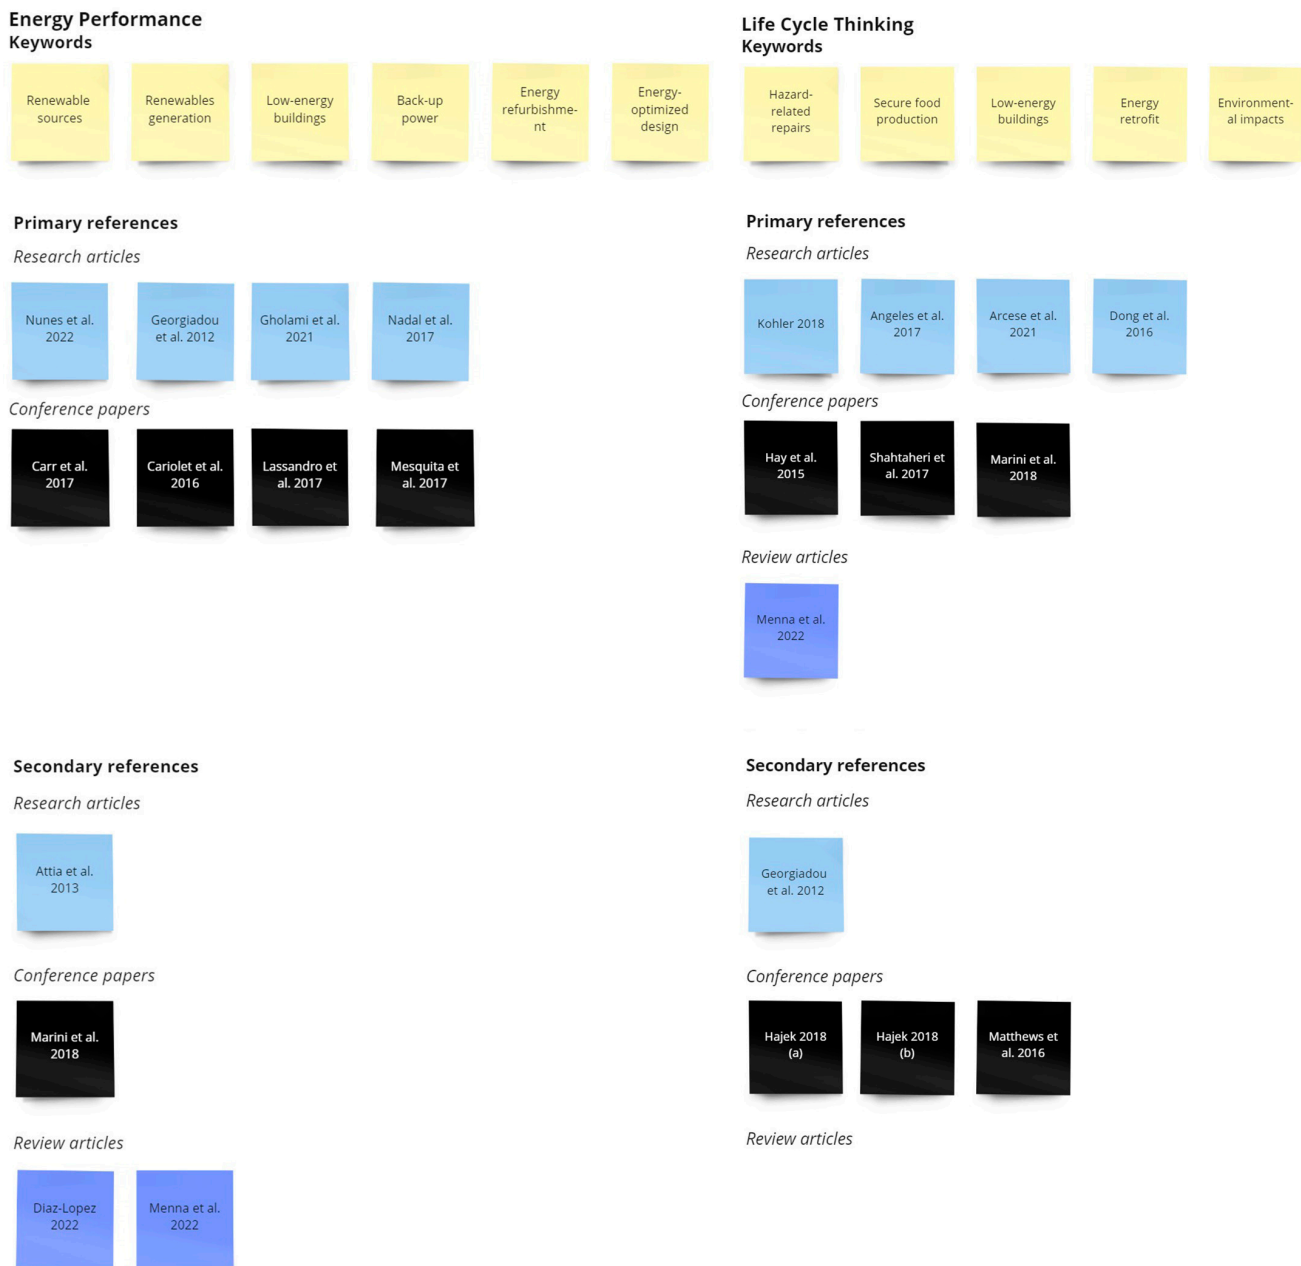 Energy Performance
Keywords
Renewable
sources
Renewables
generation
Low-energy
buildings
Back-up
power
Energy
refurbishme-
nt
Energy-
optimized
design
Primary references
Research articles
Nunes et al.
2022
Georgiadou
et al. 2012
Gholami et al.
2021
Nadal et al.
2017
Conference papers
Carr et al.
2017
Cariolet et al.
2016
Lassandro et
al. 2017
Mesquita et
al. 2017
Secondary references
Research articles
Attia et al.
2013
Conference papers
Marini et al.
2018
Review articles
Diaz-Lopez
2022
Menna et al.
2022
Life Cycle Thinking
Keywords
Hazard-
related
repairs
Secure food
production
Low-energy
buildings
Energy
retrofit
Environment-
al impacts
Primary references
Research articles
Kohler 2018
Angeles et al.
2017
Arcese et al.
2021
Dong et al.
2016
Conference papers
Hay et al.
2015
Shahtaheri et
al. 2017
Marini et al.
2018
Review articles
Menna et al.
2022
Secondary references
Research articles
Georgiadou
et al. 2012
Conference papers
Hajek 2018
(a)
Hajek 2018
(b)
Matthews et
al. 2016
Review articles